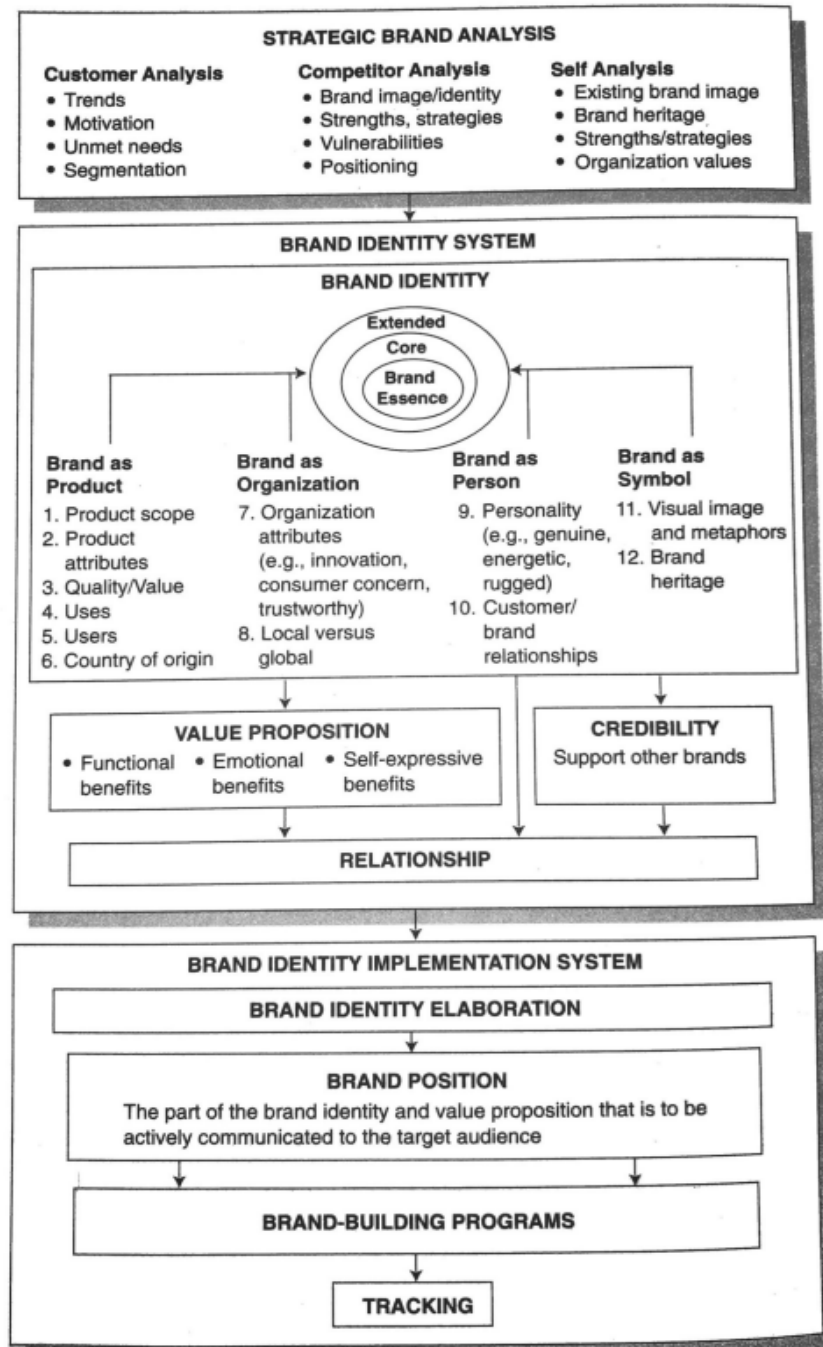 STRATEGIC BRAND ANALYSIS
Customer Analysis
• Trends
• Motivation
• Unmet needs
• Segmentation
Competitor Analysis
• Brand image/identity
• Strengths, strategies
• Vulnerabilities
• Positioning
Self Analysis
• Existing brand image
• Brand heritage
• Strengths/strategies
• Organization values
BRAND IDENTITY SYSTEM
BRAND IDENTITY
Extended
Core
Brand
Essence
Brand as
Product
1. Product scope
2. Product
attributes
3. Quality/Value
4. Uses
5. Users
6. Country of origin
Brand as
Organization
7. Organization
attributes
(e.g., innovation,
consumer concern,
trustworthy)
8. Local versus
global
Brand as
Person
9. Personality
(e.g., genuine,
energetic,
rugged)
10. Customer/
brand
relationships
Brand as
Symbol
11. Visual image
and metaphors
12. Brand
heritage
VALUE PROPOSITION
• Functional
benefits
• Emotional
benefits
• Self-expressive
benefits
CREDIBILITY
Support other brands
RELATIONSHIP
BRAND IDENTITY IMPLEMENTATION SYSTEM
BRAND IDENTITY ELABORATION
BRAND POSITION
The part of the brand identity and value proposition that is to be
actively communicated to the target audience
BRAND-BUILDING PROGRAMS
TRACKING